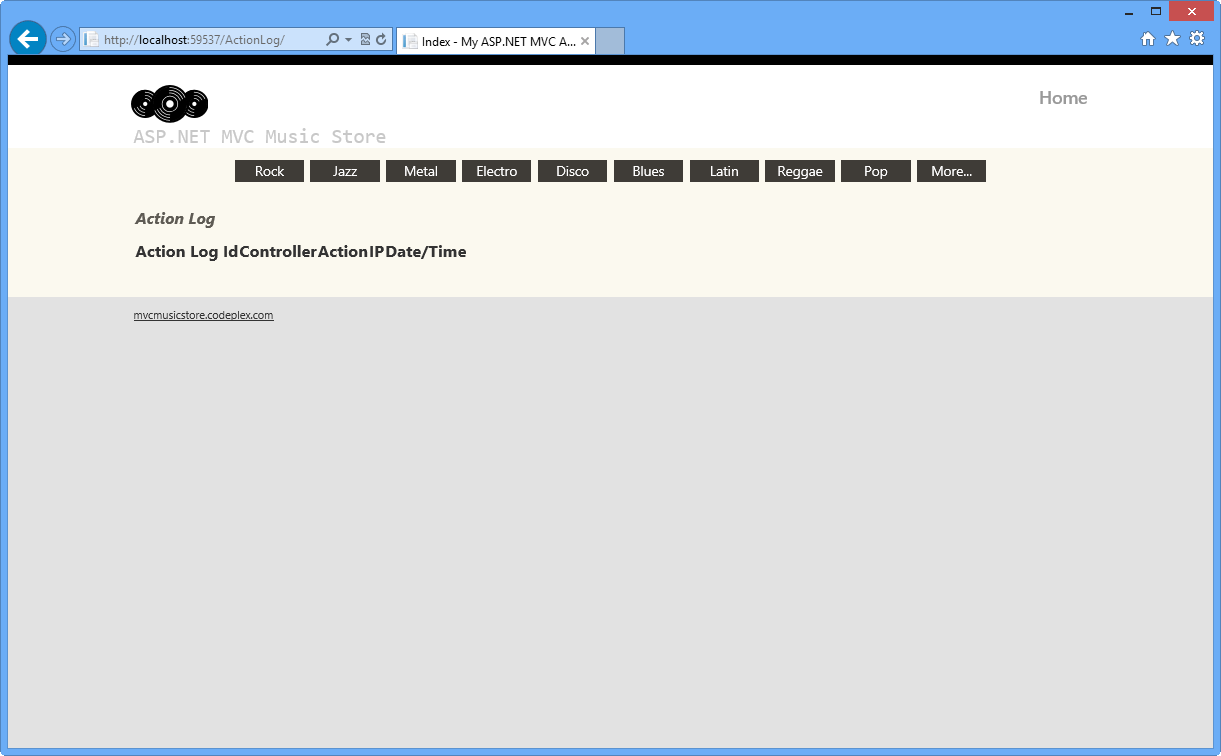 http://localhost:59537/ActionLog/
Index - My ASP.NET MVC A...
Home
ASP.NET MVC Music Store
Rock Jazz Metal Electro Disco Blues Latin Reggae Pop More...
Action Log
Action Log IdControllerActionIPDate/Time
mvcmusicstore.codeplex.com